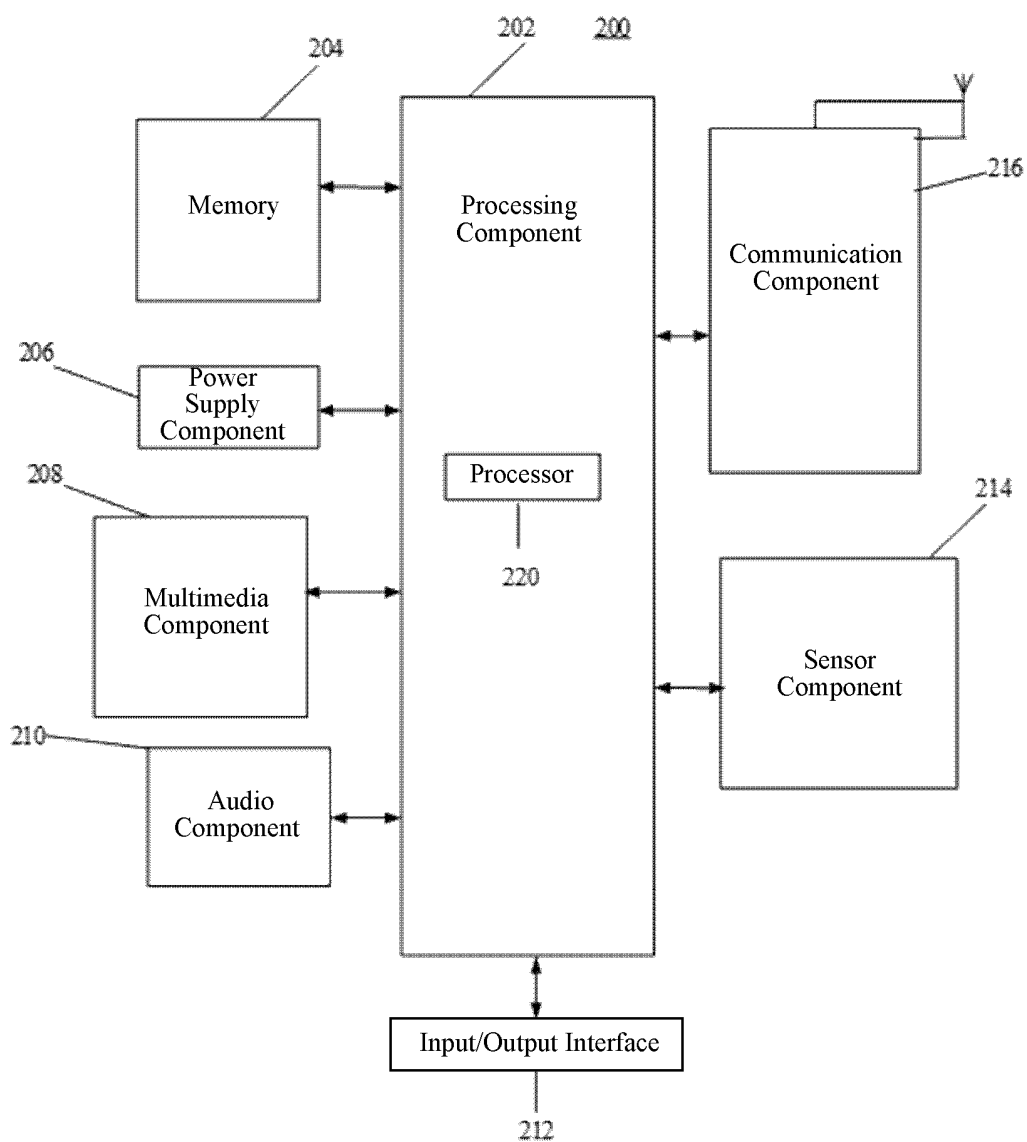 202
200
204
Memory
Processing
Component
216
Communication
Component
206
Power
Supply
Component
208
Processor
214
220
Multimedia
Component
Sensor
Component
210
Audio
Component
Input/Output Interface
212